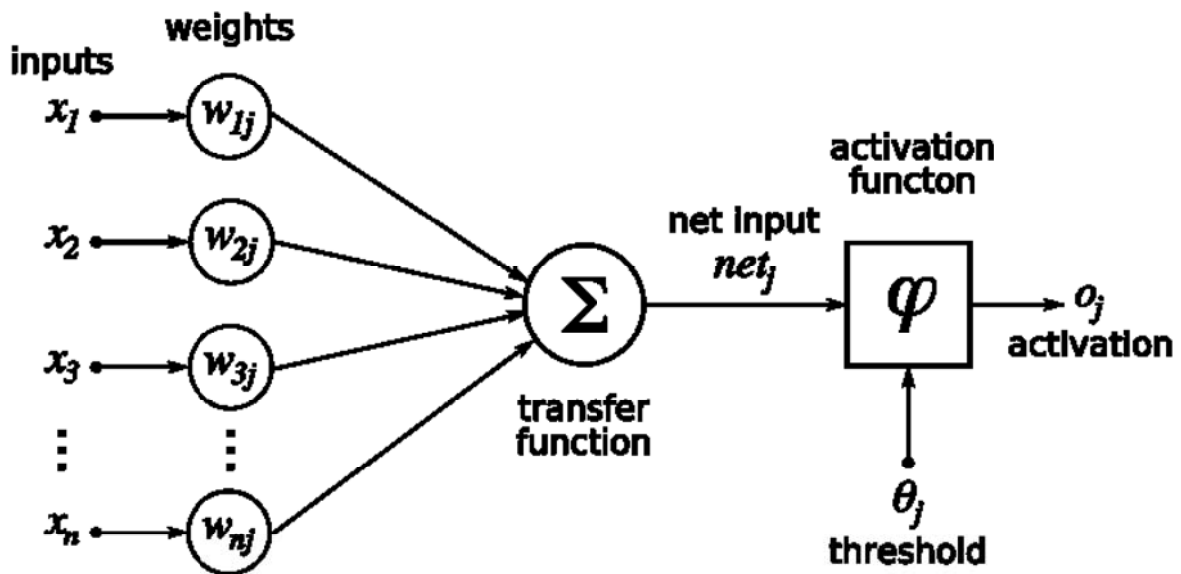 weights
inputs
x₁
w₁ⱼ
x₂
w₂ⱼ
x₃
w₃ⱼ
⋮
⋮
xₙ
wₙⱼ
Σ
transfer
function
net input
netⱼ
activation
functon
φ
oⱼ
activation
θⱼ
threshold